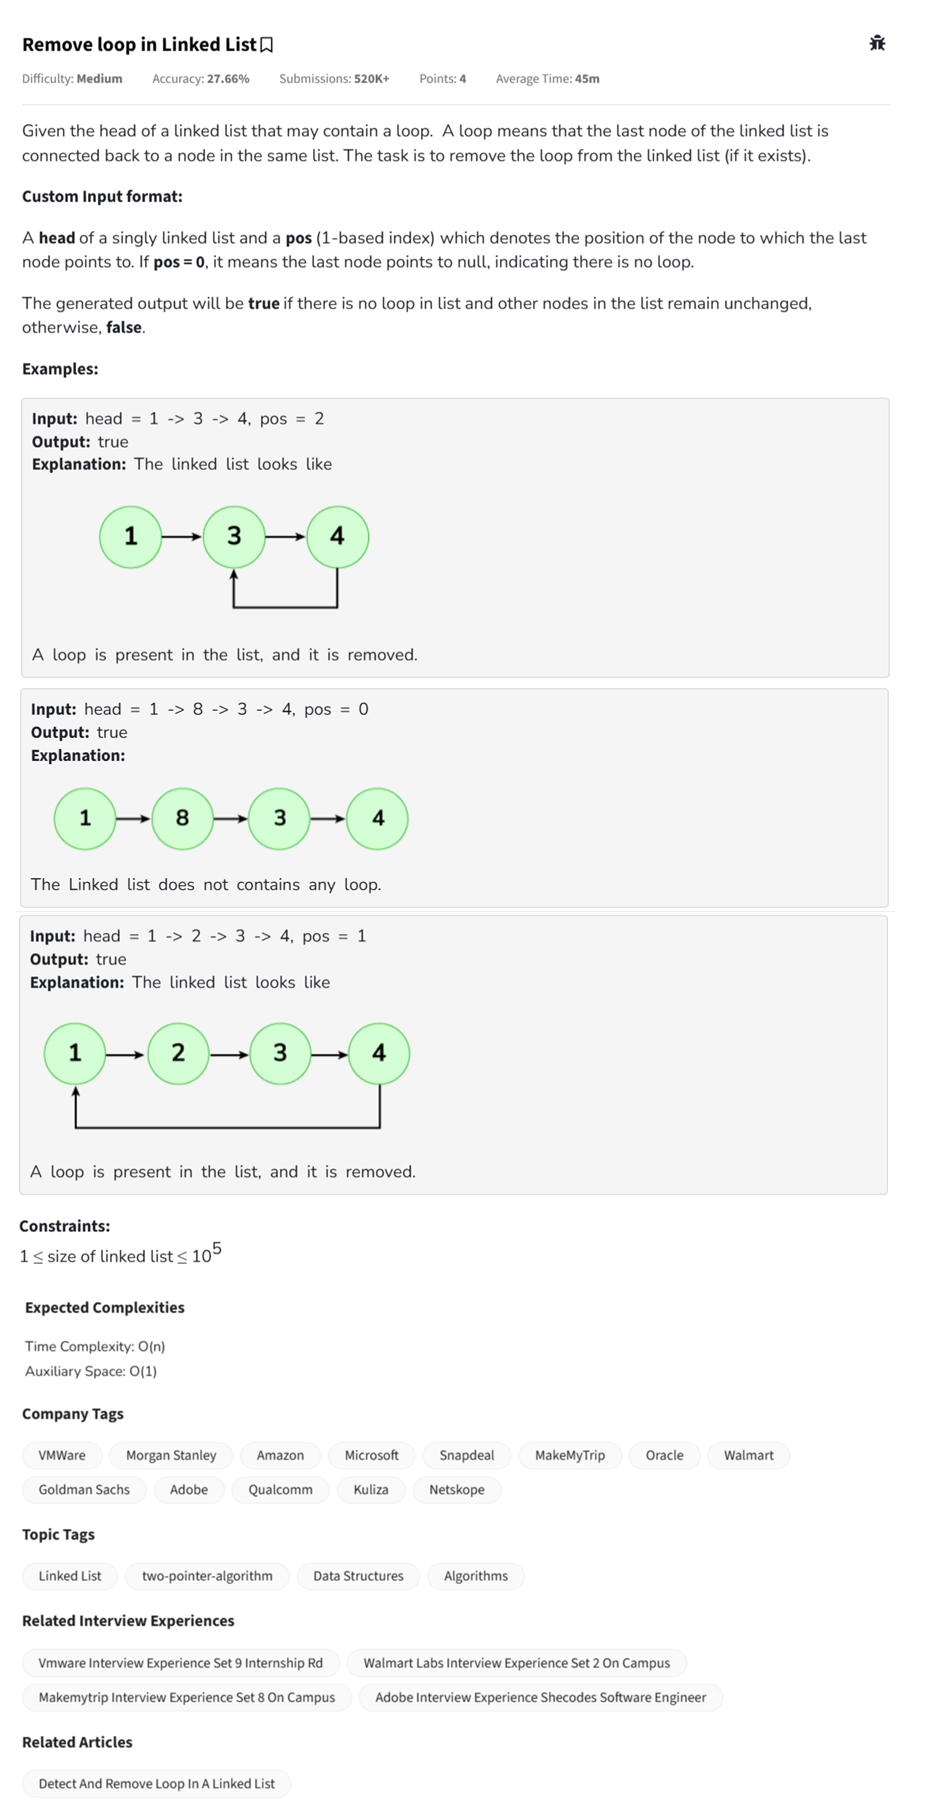 Remove loop in Linked List
Difficulty: Medium Accuracy: 27.66% Submissions: 520K+ Points: 4 Average Time: 45m
Given the head of a linked list that may contain a loop. A loop means that the last node of the linked list is
connected back to a node in the same list. The task is to remove the loop from the linked list (if it exists).
Custom Input format:
A head of a singly linked list and a pos (1-based index) which denotes the position of the node to which the last
node points to. If pos = 0, it means the last node points to null, indicating there is no loop.
The generated output will be true if there is no loop in list and other nodes in the list remain unchanged,
otherwise, false.
Examples:
Input: head = 1 -> 3 -> 4, pos = 2
Output: true
Explanation: The linked list looks like
1 3 4
A loop is present in the list, and it is removed.
Input: head = 1 -> 8 -> 3 -> 4, pos = 0
Output: true
Explanation:
1 8 3 4
The Linked list does not contains any loop.
Input: head = 1 -> 2 -> 3 -> 4, pos = 1
Output: true
Explanation: The linked list looks like
1 2 3 4
A loop is present in the list, and it is removed.
Constraints:
1 ≤ size of linked list ≤ 10^5
Expected Complexities
Time Complexity: O(n)
Auxiliary Space: O(1)
Company Tags
VMWare Morgan Stanley Amazon Microsoft Snapdeal MakeMyTrip Oracle Walmart
Goldman Sachs Adobe Qualcomm Kuliza Netskope
Topic Tags
Linked List two-pointer-algorithm Data Structures Algorithms
Related Interview Experiences
Vmware Interview Experience Set 9 Internship Rd Walmart Labs Interview Experience Set 2 On Campus
Makemytrip Interview Experience Set 8 On Campus Adobe Interview Experience Shecodes Software Engineer
Related Articles
Detect And Remove Loop In A Linked List